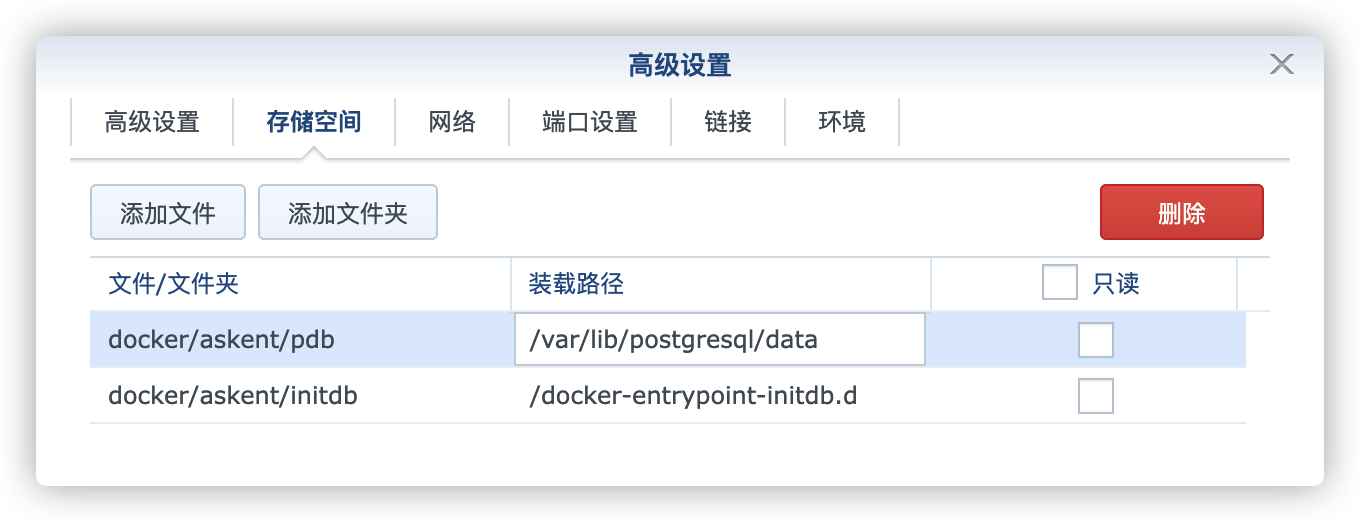 高级设置
高级设置 存储空间 网络 端口设置 链接 环境
添加文件 添加文件夹 删除
文件/文件夹 装载路径 只读
docker/askent/pdb /var/lib/postgresql/data
docker/askent/initdb /docker-entrypoint-initdb.d